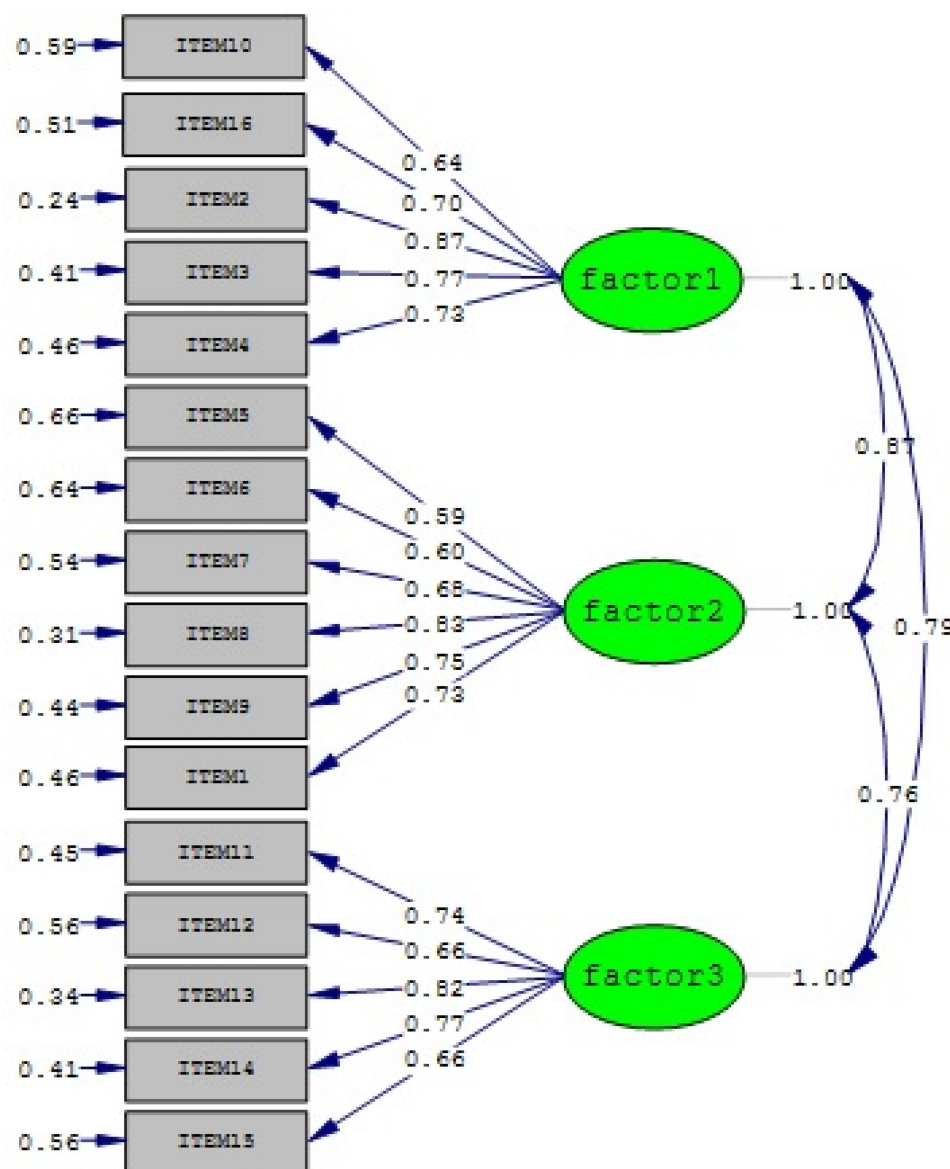 0.59 ITEM10
0.51 ITEM16
0.24 ITEM2
0.41 ITEM3
0.46 ITEM4
0.66 ITEM5
0.64 ITEM6
0.54 ITEM7
0.31 ITEM8
0.44 ITEM9
0.46 ITEM1
0.45 ITEM11
0.56 ITEM12
0.34 ITEM13
0.41 ITEM14
0.56 ITEM15
0.64
0.70
0.87
0.77
0.73
0.59
0.60
0.68
0.83
0.75
0.73
0.74
0.66
0.82
0.77
0.66
factor1 1.00
factor2 1.00
factor3 1.00
0.87
0.79
0.76